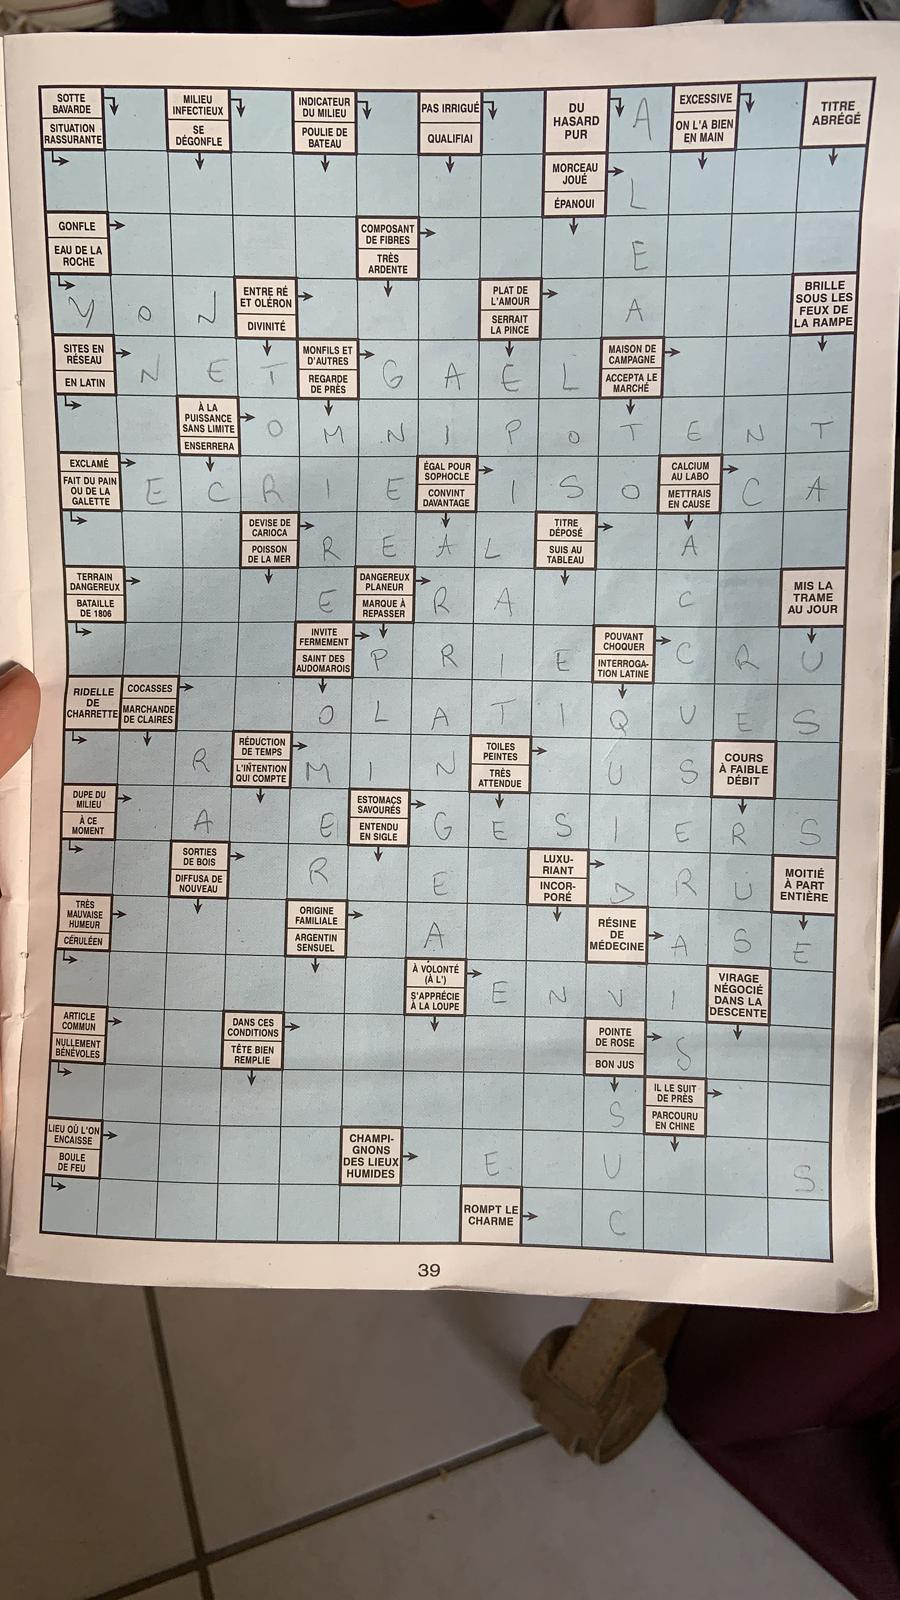 SOTTE BAVARDE
SITUATION RASSURANTE
MILIEU INFECTIEUX
SE DÉGONFLE
INDICATEUR DU MILIEU
POULIE DE BATEAU
PAS IRRIGUÉ
QUALIFIAI
DU HASARD PUR
A
EXCESSIVE
ON L'A BIEN EN MAIN
TITRE ABRÉGÉ
MORCEAU JOUÉ
ÉPANOUI
L
GONFLE
EAU DE LA ROCHE
COMPOSANT DE FIBRES
TRÈS ARDENTE
E
Y O N
ENTRE RÉ ET OLÉRON
DIVINITÉ
PLAT DE L'AMOUR
SERRAIT LA PINCE
A
BRILLE SOUS LES FEUX DE LA RAMPE
SITES EN RÉSEAU
EN LATIN
N E T
MONFILS ET D'AUTRES
REGARDE DE PRÈS
G A E L
MAISON DE CAMPAGNE
ACCEPTA LE MARCHÉ
À LA PUISSANCE SANS LIMITE
ENSERRERA
O M N I P O T E N T
EXCLAMÉ
FAIT DU PAIN OU DE LA GALETTE
E C R I E
ÉGAL POUR SOPHOCLE
CONVINT DAVANTAGE
I S O
CALCIUM AU LABO
METTRAIS EN CAUSE
C A
DEVISE DE CARIOCA
POISSON DE LA MER
R E A L
TITRE DÉPOSÉ
SUIS AU TABLEAU
A
TERRAIN DANGEREUX
BATAILLE DE 1806
E
DANGEREUX PLANEUR
MARQUE À REPASSER
R A
C
MIS LA TRAME AU JOUR
INVITE FERMEMENT
SAINT DES AUDOMAROIS
P R I E
POUVANT CHOQUER
INTERROGATION LATINE
C R U
RIDELLE DE CHARRETTE
COCASSES
MARCHANDE DE CLAIRES
O L A T I Q U E S
R
RÉDUCTION DE TEMPS
L'INTENTION QUI COMPTE
M I N
TOILES PEINTES
TRÈS ATTENDUE
U S
COURS À FAIBLE DÉBIT
DUPE DU MILIEU
À CE MOMENT
A
E
ESTOMACS SAVOURÉS
ENTENDU EN SIGLE
G E S I E R S
SORTIES DE BOIS
DIFFUSA DE NOUVEAU
R
E
LUXURIANT
INCORPORÉ
D R U
MOITIÉ À PART ENTIÈRE
TRÈS MAUVAISE HUMEUR
CÉRULÉEN
ORIGINE FAMILIALE
ARGENTIN SENSUEL
A
RÉSINE DE MÉDECINE
A S E
À VOLONTÉ (À L')
S'APPRÉCIE À LA LOUPE
E N V I
VIRAGE NÉGOCIÉ DANS LA DESCENTE
ARTICLE COMMUN
NULLEMENT BÉNÉVOLES
DANS CES CONDITIONS
TÊTE BIEN REMPLIE
POINTE DE ROSE
BON JUS
S
S
IL LE SUIT DE PRÈS
PARCOURU EN CHINE
LIEU OÙ L'ON ENCAISSE
BOULE DE FEU
CHAMPIGNONS DES LIEUX HUMIDES
E
U
S
ROMPT LE CHARME
C
39